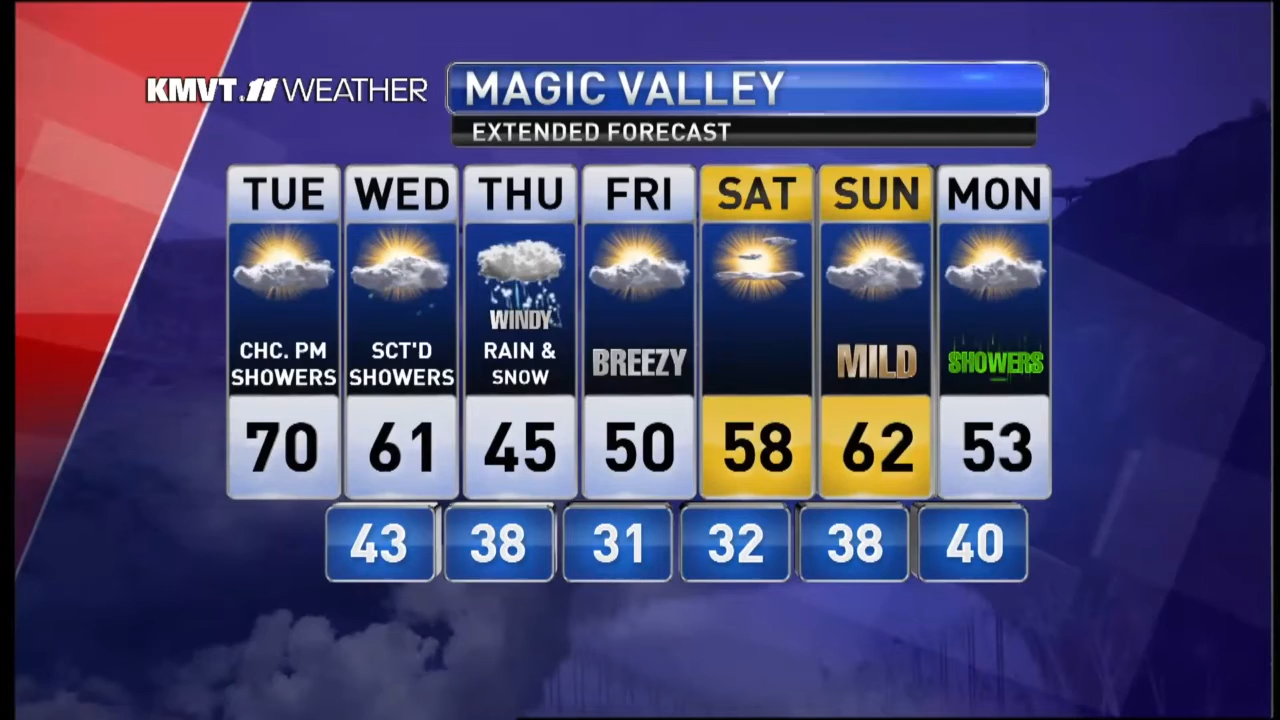 KMVT.11 WEATHER
MAGIC VALLEY
EXTENDED FORECAST
TUE WED THU FRI SAT SUN MON
WINDY
CHC. PM SHOWERS
SCT'D SHOWERS
RAIN & SNOW
BREEZY
MILD
SHOWERS
70 61 45 50 58 62 53
43 38 31 32 38 40